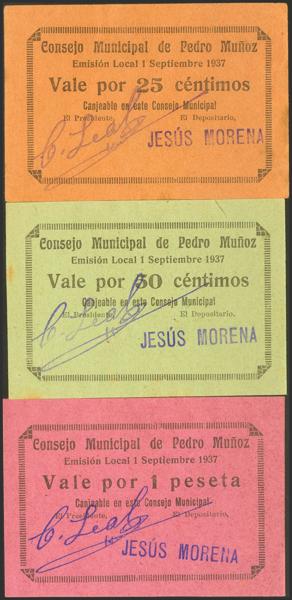 Consejo Municipal de Pedro Muñoz
Emisión Local 1 Septiembre 1937
Vale por 25 céntimos
Canjeable en este Consejo Municipal
El Presidente, El Depositario,
JESÚS MORENA
Consejo Municipal de Pedro Muñoz
Emisión Local 1 Septiembre 1937
Vale por 50 céntimos
Canjeable en este Consejo Municipal
El Presidente, El Depositario,
JESÚS MORENA
Consejo Municipal de Pedro Muñoz
Emisión Local 1 Septiembre 1937
Vale por 1 peseta
Canjeable en este Consejo Municipal
El Presidente, El Depositario,
JESÚS MORENA